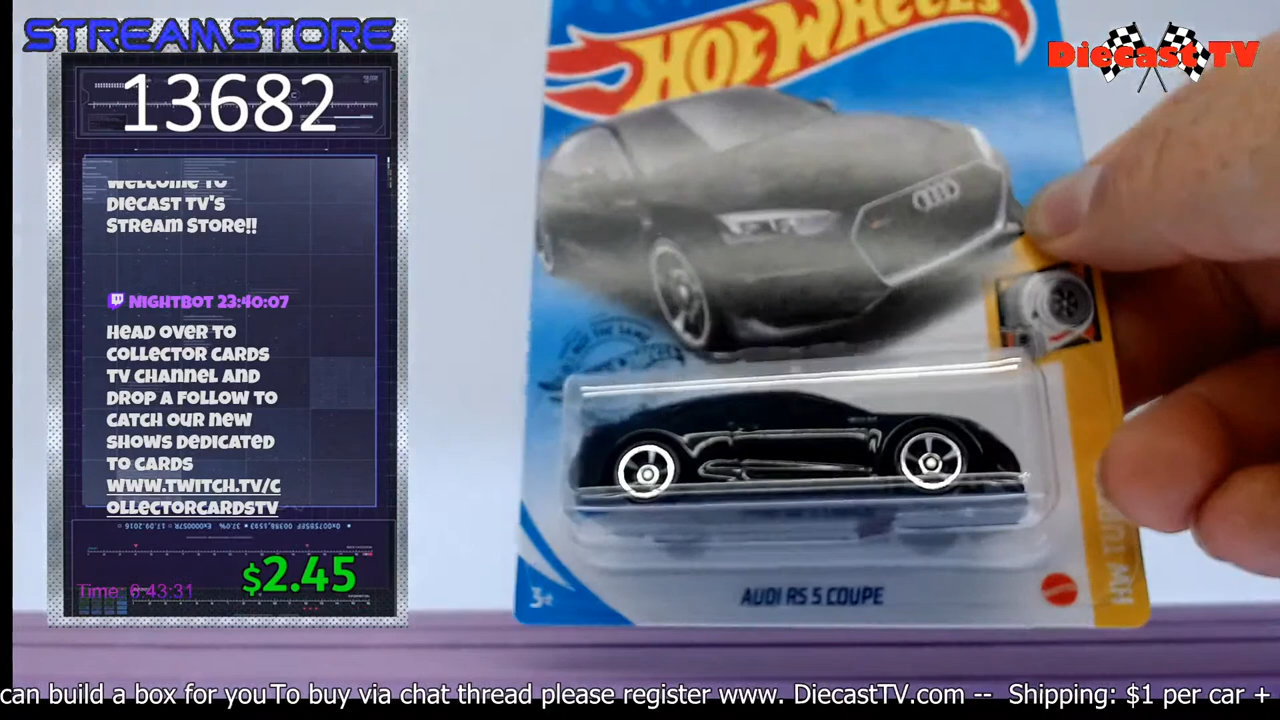 STREAMSTORE
13682
WELCOME TO
DIECAST TV'S
STREAM STORE!!
NIGHTBOT 23:40:07
HEAD OVER TO
COLLECTOR CARDS
TV CHANNEL AND
DROP A FOLLOW TO
CATCH OUR NEW
SHOWS DEDICATED
TO CARDS
WWW.TWITCH.TV/C
OLLECTORCARDSTV
Time: 0:43:31
$2.45
HOT WHEELS
Diecast TV
3+
AUDI RS 5 COUPE
can build a box for youTo buy via chat thread please register www. DiecastTV.com -- Shipping: $1 per car +